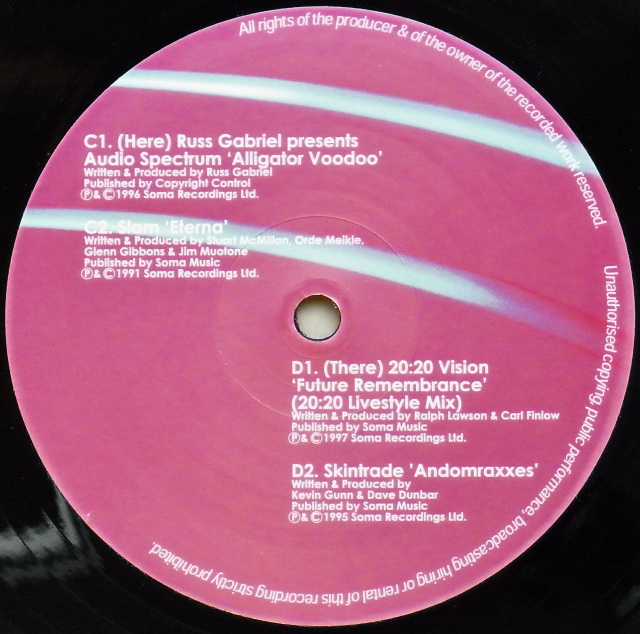 All rights of the producer & of the owner of the recorded work reserved.
C1. (Here) Russ Gabriel presents
Audio Spectrum 'Alligator Voodoo'
Written & Produced by Russ Gabriel
Published by Copyright Control
Ⓟ& © 1996 Soma Recordings Ltd.
C2. Slam 'Eterna'
Written & Produced by Stuart McMillan, Orde Meikle,
Glenn Gibbons & Jim Muotone
Published by Soma Music
Ⓟ& © 1991 Soma Recordings Ltd.
D1. (There) 20:20 Vision
'Future Remembrance'
(20:20 Livestyle Mix)
Written & Produced by Ralph Lawson & Carl Finlow
Published by Soma Music
Ⓟ& © 1997 Soma Recordings Ltd.
D2. Skintrade 'Andomraxxes'
Written & Produced by
Kevin Gunn & Dave Dunbar
Published by Soma Music
Ⓟ& © 1995 Soma Recordings Ltd.
Unauthorised copying, public performance, broadcasting hiring or rental of this recording strictly prohibited.